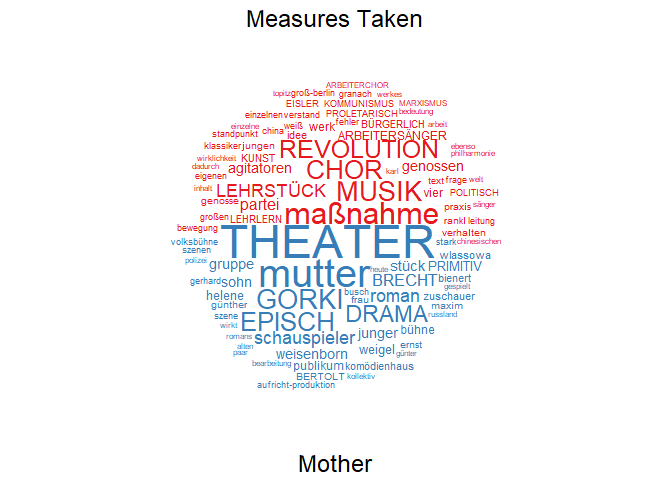 Measures Taken
ARBEITERCHOR
topitz groß-berlin granach werkes
EISLER KOMMUNISMUS MARXISMUS
einzelnen verstand PROLETARISCH bedeutung
einzelne weiß werk fehler BÜRGERLICH arbeit
standpunkt china idee ARBEITERSÄNGER
klassiker jungen REVOLUTION ebenso philharmonie
wirklichkeit KUNST CHOR genossen
dadurch agitatoren karl
eigenen text frage welt
inhalt LEHRSTÜCK MUSIK vier POLITISCH
genosse partei maßnahme praxis sänger
großen LEHRLERN rankl leitung
bewegung THEATER verhalten
volksbühne stark chinesischen
szenen wlassowa
polizei gruppe mutter heute stück PRIMITIV
gerhard sohn BRECHT bienert
gespielt
helene GORKI busch roman zuschauer
günther frau maxim
szene EPISCH DRAMA russland
wirkt junger bühne
romans schauspieler
alten weigel ernst
paar weisenborn günter
bearbeitung publikum komödienhaus
BERTOLT kollektiv
aufricht-produktion
Mother